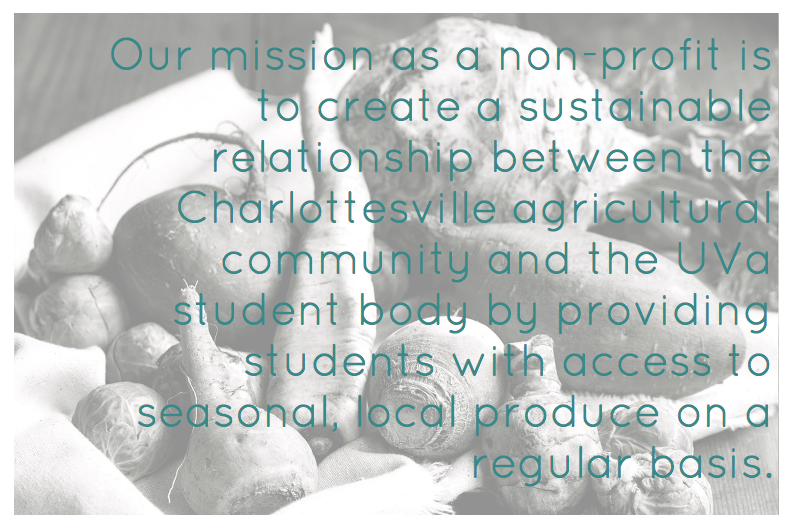 Our mission as a non-profit is
to create a sustainable
relationship between the
Charlottesville agricultural
community and the UVa
student body by providing
students with access to
seasonal, local produce on a
regular basis.